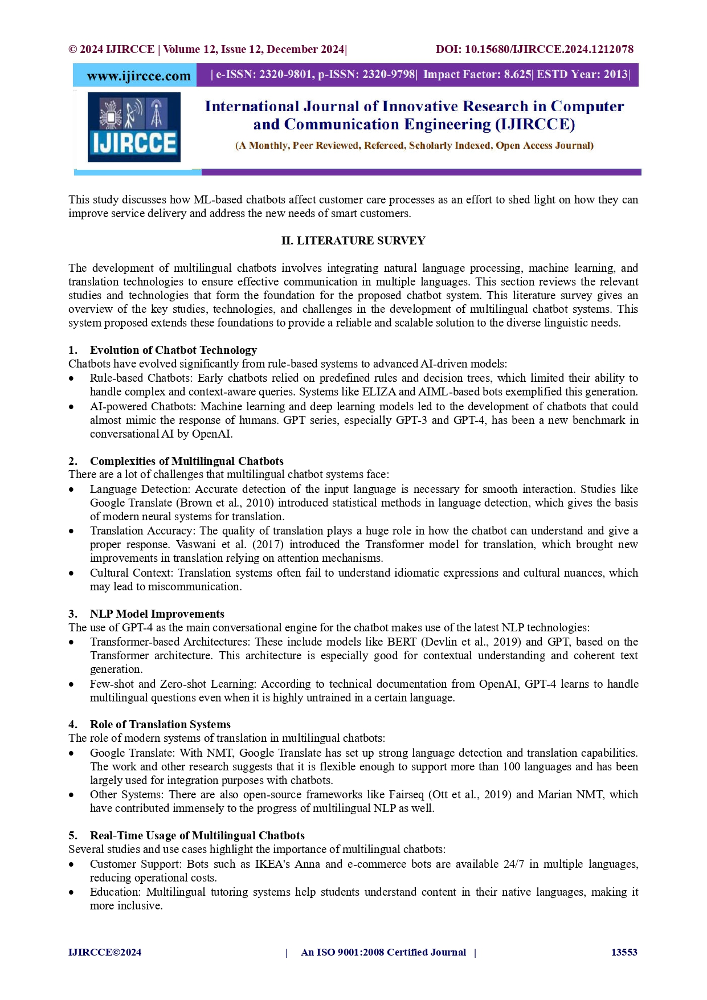 © 2024 IJIRCCE | Volume 12, Issue 12, December 2024| DOI: 10.15680/IJIRCCE.2024.1212078
www.ijircce.com | e-ISSN: 2320-9801, p-ISSN: 2320-9798| Impact Factor: 8.625| ESTD Year: 2013|
IJIRCCE
International Journal of Innovative Research in Computer
and Communication Engineering (IJIRCCE)
(A Monthly, Peer Reviewed, Refereed, Scholarly Indexed, Open Access Journal)
This study discusses how ML-based chatbots affect customer care processes as an effort to shed light on how they can
improve service delivery and address the new needs of smart customers.
II. LITERATURE SURVEY
The development of multilingual chatbots involves integrating natural language processing, machine learning, and
translation technologies to ensure effective communication in multiple languages. This section reviews the relevant
studies and technologies that form the foundation for the proposed chatbot system. This literature survey gives an
overview of the key studies, technologies, and challenges in the development of multilingual chatbot systems. This
system proposed extends these foundations to provide a reliable and scalable solution to the diverse linguistic needs.
1. Evolution of Chatbot Technology
Chatbots have evolved significantly from rule-based systems to advanced AI-driven models:
• Rule-based Chatbots: Early chatbots relied on predefined rules and decision trees, which limited their ability to
handle complex and context-aware queries. Systems like ELIZA and AIML-based bots exemplified this generation.
• AI-powered Chatbots: Machine learning and deep learning models led to the development of chatbots that could
almost mimic the response of humans. GPT series, especially GPT-3 and GPT-4, has been a new benchmark in
conversational AI by OpenAI.
2. Complexities of Multilingual Chatbots
There are a lot of challenges that multilingual chatbot systems face:
• Language Detection: Accurate detection of the input language is necessary for smooth interaction. Studies like
Google Translate (Brown et al., 2010) introduced statistical methods in language detection, which gives the basis
of modern neural systems for translation.
• Translation Accuracy: The quality of translation plays a huge role in how the chatbot can understand and give a
proper response. Vaswani et al. (2017) introduced the Transformer model for translation, which brought new
improvements in translation relying on attention mechanisms.
• Cultural Context: Translation systems often fail to understand idiomatic expressions and cultural nuances, which
may lead to miscommunication.
3. NLP Model Improvements
The use of GPT-4 as the main conversational engine for the chatbot makes use of the latest NLP technologies:
• Transformer-based Architectures: These include models like BERT (Devlin et al., 2019) and GPT, based on the
Transformer architecture. This architecture is especially good for contextual understanding and coherent text
generation.
• Few-shot and Zero-shot Learning: According to technical documentation from OpenAI, GPT-4 learns to handle
multilingual questions even when it is highly untrained in a certain language.
4. Role of Translation Systems
The role of modern systems of translation in multilingual chatbots:
• Google Translate: With NMT, Google Translate has set up strong language detection and translation capabilities.
The work and other research suggests that it is flexible enough to support more than 100 languages and has been
largely used for integration purposes with chatbots.
• Other Systems: There are also open-source frameworks like Fairseq (Ott et al., 2019) and Marian NMT, which
have contributed immensely to the progress of multilingual NLP as well.
5. Real-Time Usage of Multilingual Chatbots
Several studies and use cases highlight the importance of multilingual chatbots:
• Customer Support: Bots such as IKEA's Anna and e-commerce bots are available 24/7 in multiple languages,
reducing operational costs.
• Education: Multilingual tutoring systems help students understand content in their native languages, making it
more inclusive.
IJIRCCE©2024 | An ISO 9001:2008 Certified Journal | 13553